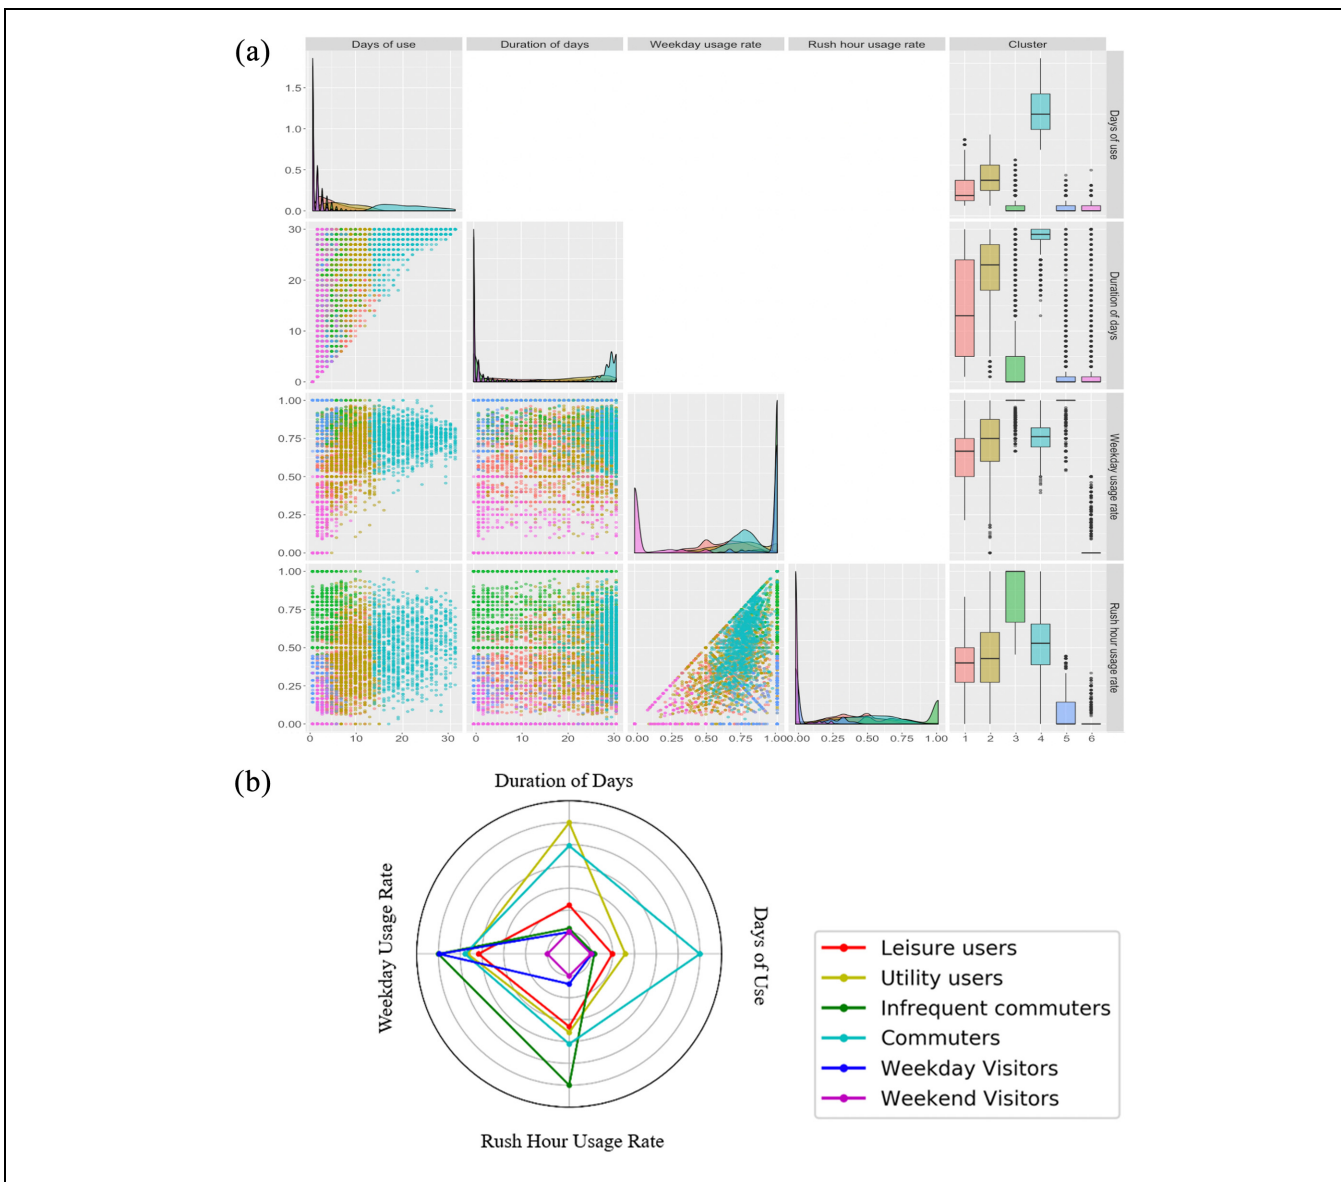 (a)
Days of use
Duration of days
Weekday usage rate
Rush hour usage rate
Cluster
1.5
1.0
0.5
0.0
Days of use
30
20
10
0
Duration of days
1.00
0.75
0.50
0.25
0.00
Weekday usage rate
1.00
0.75
0.50
0.25
0.00
Rush hour usage rate
0 10 20 30
0 10 20 30
0.00 0.25 0.50 0.75 1.00
0.00 0.25 0.50 0.75 1.00
1 2 3 4 5 6
(b)
Duration of Days
Weekday Usage Rate
Days of Use
Rush Hour Usage Rate
Leisure users
Utility users
Infrequent commuters
Commuters
Weekday Visitors
Weekend Visitors